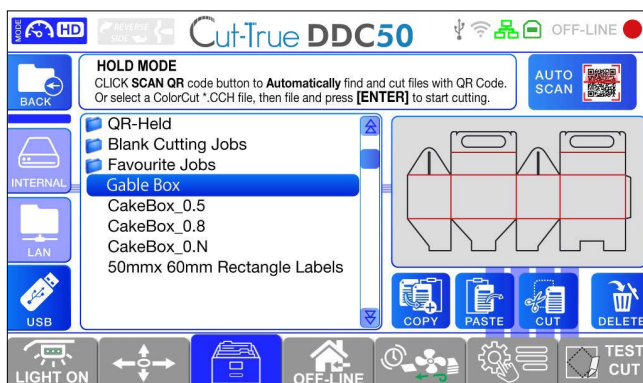 MODE
HD
REVERSE
SIDE
Cut-True DDC50
OFF-LINE
BACK
HOLD MODE
CLICK SCAN QR code button to Automatically find and cut files with QR Code.
Or select a ColorCut *.CCH file, then file and press [ENTER] to start cutting.
AUTO
SCAN
INTERNAL
LAN
USB
QR-Held
Blank Cutting Jobs
Favourite Jobs
Gable Box
CakeBox_0.5
CakeBox_0.8
CakeBox_0.N
50mmx 60mm Rectangle Labels
COPY
PASTE
CUT
DELETE
LIGHT ON
OFF-LINE
TEST
CUT